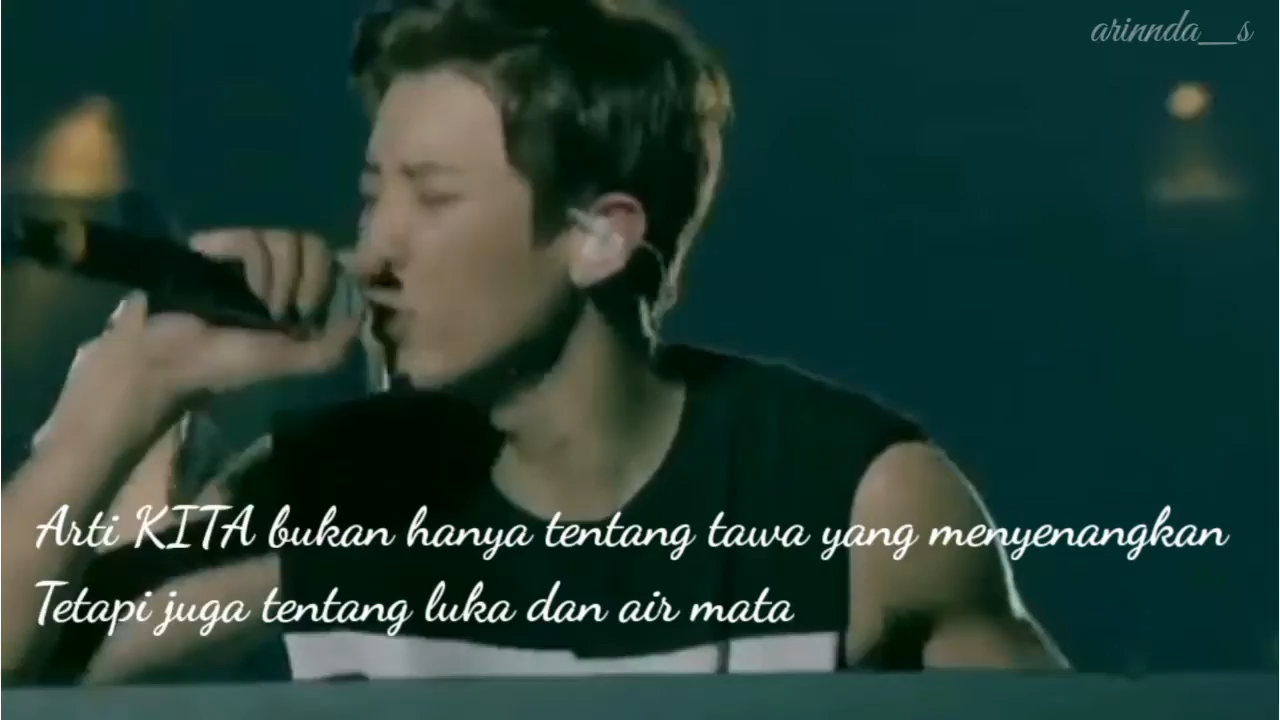 arinnda__s
Arti KITA bukan hanya tentang tawa yang menyenangkan
Tetapi juga tentang luka dan air mata